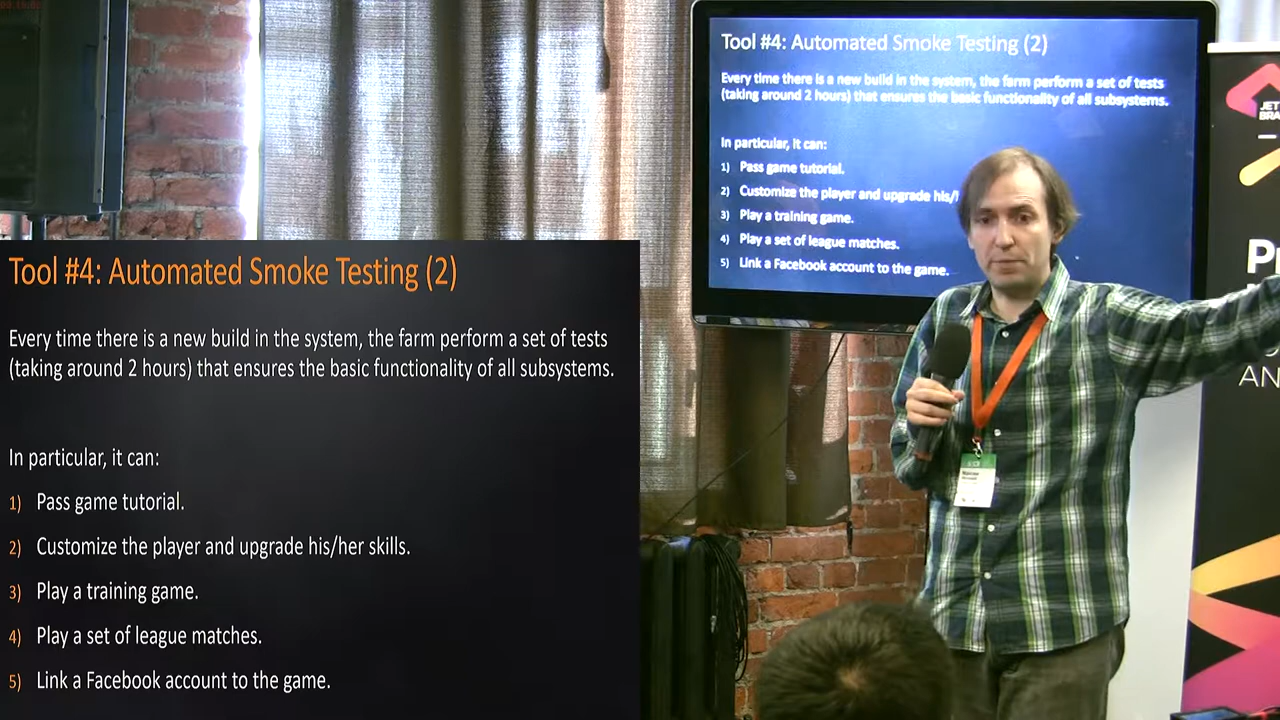 Tool #4: Automated Smoke Testing (2)
Every time there is a new build in the system, the farm perform a set of tests
(taking around 2 hours) that ensures the basic functionality of all subsystems.
In particular, it can:
1) Pass game tutorial.
2) Customize the player and upgrade his/her skills.
3) Play a training game.
4) Play a set of league matches.
5) Link a Facebook account to the game.
Tool #4: Automated Smoke Testing (2)
Every time there is a new build in the system, the farm perform a set of tests
(taking around 2 hours) that ensures the basic functionality of all subsystems.
In particular, it can:
1) Pass game tutorial.
2) Customize the player and upgrade his/
3) Play a training game.
4) Play a set of league matches.
5) Link a Facebook account to the game.
JET
BRA
AN